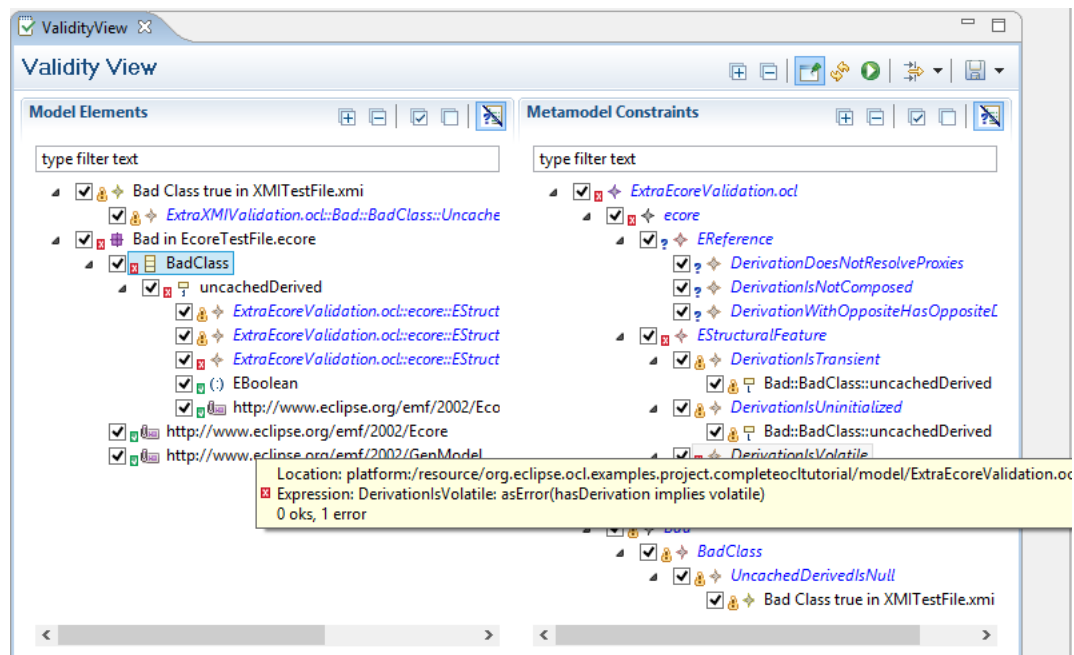 ValidityView
Validity View
Model Elements
type filter text
Bad Class true in XMITestFile.xmi
ExtraXMIValidation.ocl::Bad::BadClass::Uncache
Bad in EcoreTestFile.ecore
BadClass
uncachedDerived
ExtraEcoreValidation.ocl::ecore::EStruct
ExtraEcoreValidation.ocl::ecore::EStruct
ExtraEcoreValidation.ocl::ecore::EStruct
EBoolean
http://www.eclipse.org/emf/2002/Eco
http://www.eclipse.org/emf/2002/Ecore
http://www.eclipse.org/emf/2002/GenModel
Metamodel Constraints
type filter text
ExtraEcoreValidation.ocl
ecore
EReference
DerivationDoesNotResolveProxies
DerivationIsNotComposed
DerivationWithOppositeHasOppositeD
EStructuralFeature
DerivationIsTransient
Bad::BadClass::uncachedDerived
DerivationIsUninitialized
Bad::BadClass::uncachedDerived
DerivationIsVolatile
Location: platform:/resource/org.eclipse.ocl.examples.project.completeocltutorial/model/ExtraEcoreValidation.oc
Expression: DerivationIsVolatile: asError(hasDerivation implies volatile)
0 oks, 1 error
Bad
BadClass
UncachedDerivedIsNull
Bad Class true in XMITestFile.xmi